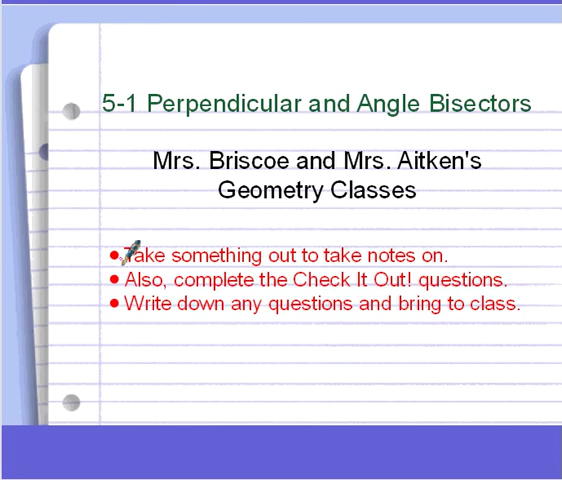 5-1 Perpendicular and Angle Bisectors
Mrs. Briscoe and Mrs. Aitken's
Geometry Classes
• Take something out to take notes on.
• Also, complete the Check It Out! questions.
• Write down any questions and bring to class.